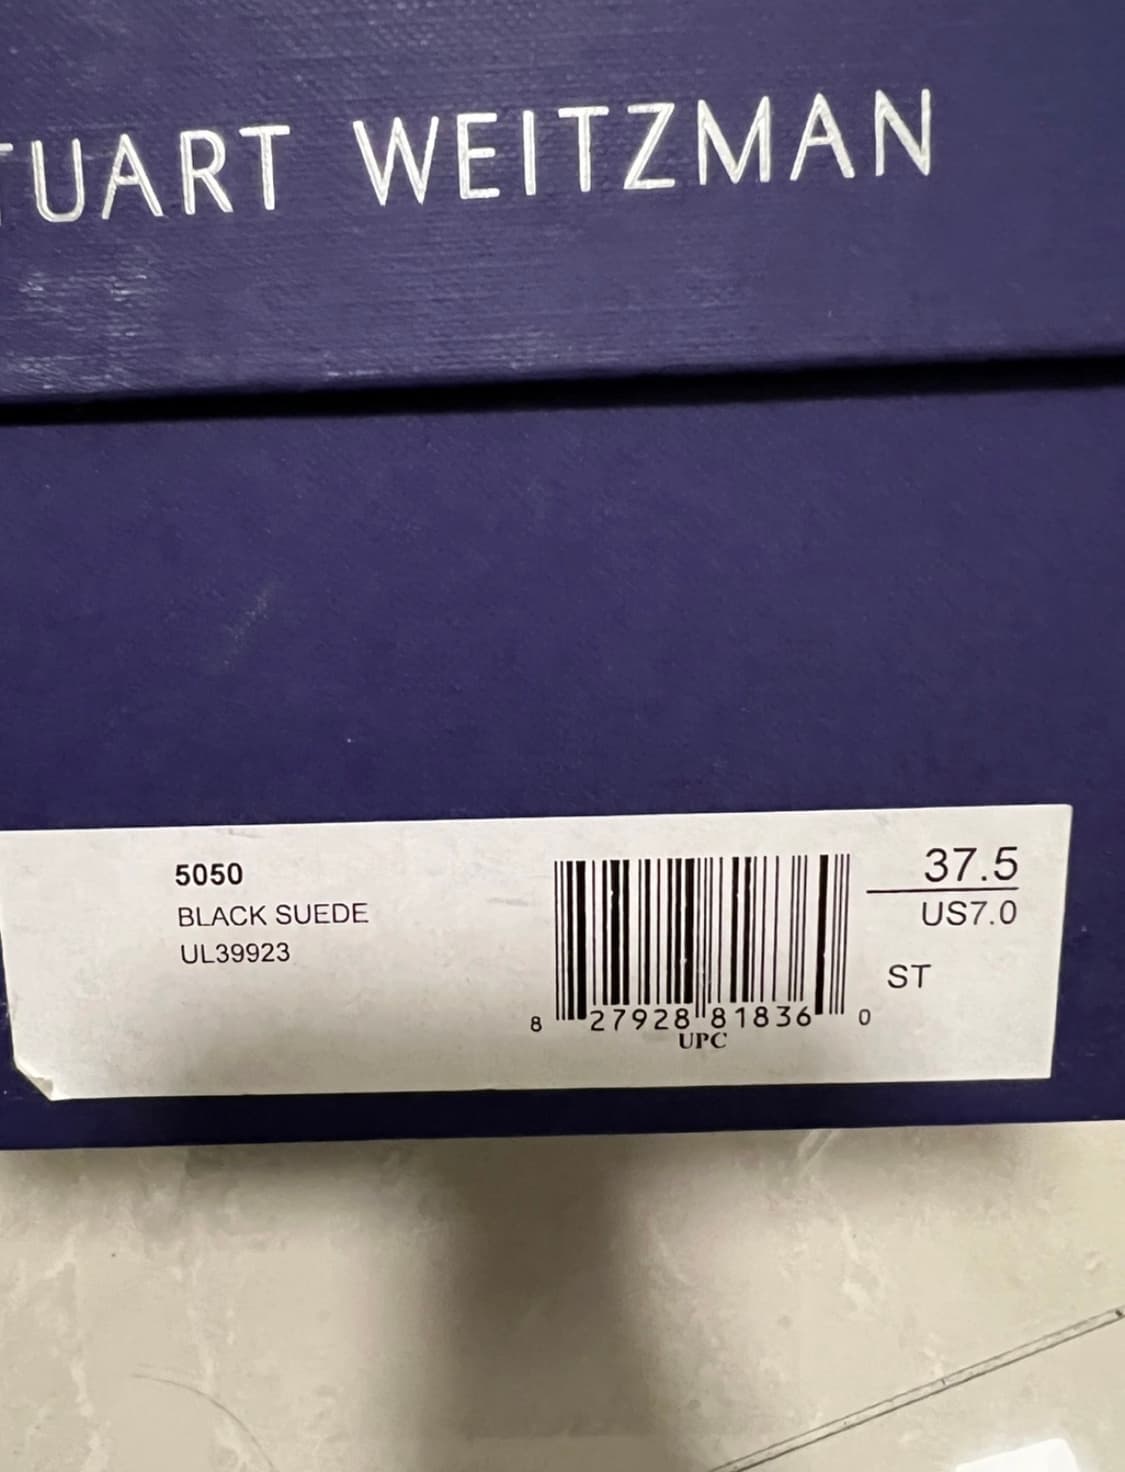 TUART WEITZMAN
5050
BLACK SUEDE
UL39923
8 27928 81836 0
UPC
37.5
US7.0
ST